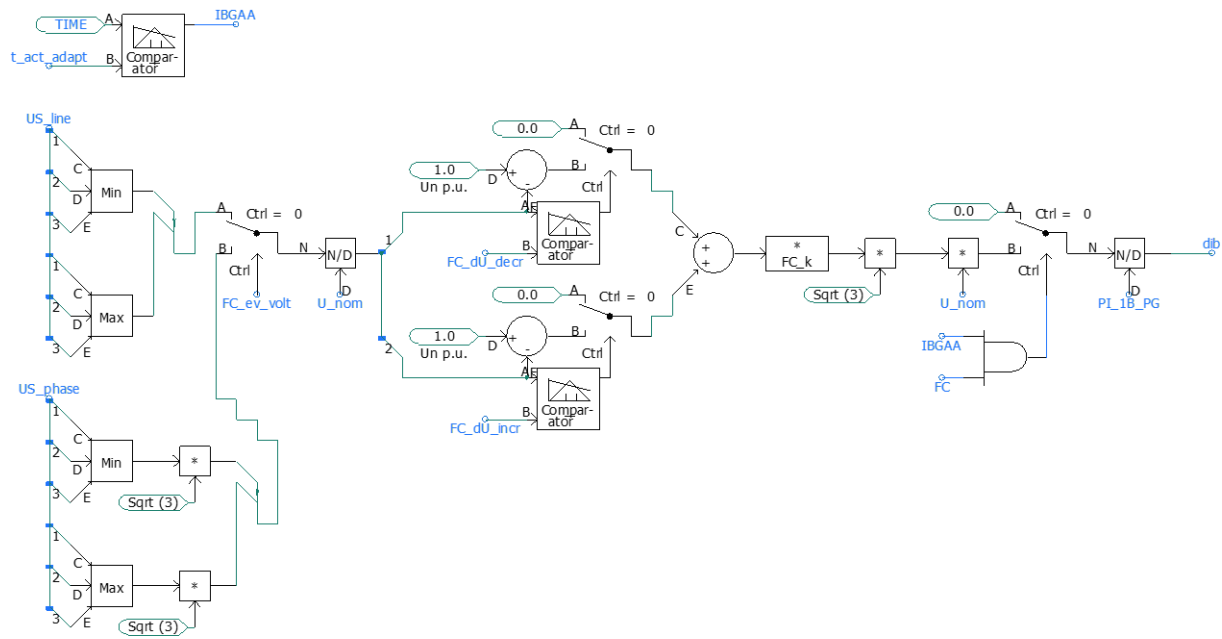 TIME
A
IBGAA
t_act_adapt
B
Compar-
ator
US_line
1
C
2
D
Min
3
E
1
C
2
D
Max
3
E
A
Ctrl = 0
B
Ctrl
FC_ev_volt
N
N/D
D
U_nom
1
2
0.0
A
Ctrl = 0
1.0
Un p.u.
D
+
-
B
Ctrl
A
B
Compar-
ator
FC_dU_decr
0.0
A
Ctrl = 0
1.0
Un p.u.
D
+
-
B
Ctrl
A
B
Compar-
ator
FC_dU_incr
C
+
+
E
*
FC_k
*
Sqrt (3)
*
U_nom
0.0
A
Ctrl = 0
B
Ctrl
IBGAA
FC
N
N/D
D
PI_1B_PG
dib
US_phase
1
C
2
D
Min
3
E
*
Sqrt (3)
1
C
2
D
Max
3
E
*
Sqrt (3)